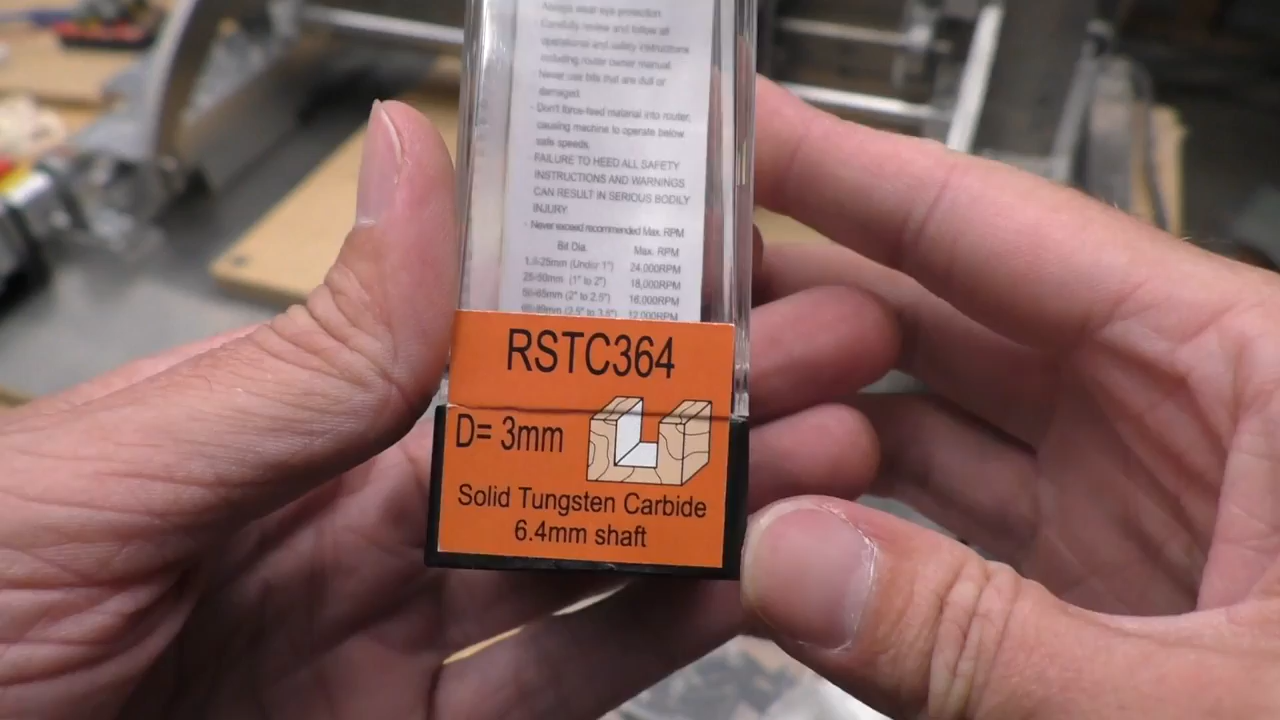 Always wear eye protection.
Carefully review and follow all
operational and safety instructions
including router owner manual.
Never use bits that are dull or
damaged.
- Don't force-feed material into router,
causing machine to operate below
safe speeds.
- FAILURE TO HEED ALL SAFETY
INSTRUCTIONS AND WARNINGS
CAN RESULT IN SERIOUS BODILY
INJURY.
- Never exceed recommended Max. RPM
Bit Dia. Max. RPM
(Under 1") 24,000RPM
25-50mm (1" to 2") 18,000RPM
50-65mm (2" to 2.5") 16,000RPM
12,000RPM
RSTC364
D= 3mm
Solid Tungsten Carbide
6.4mm shaft